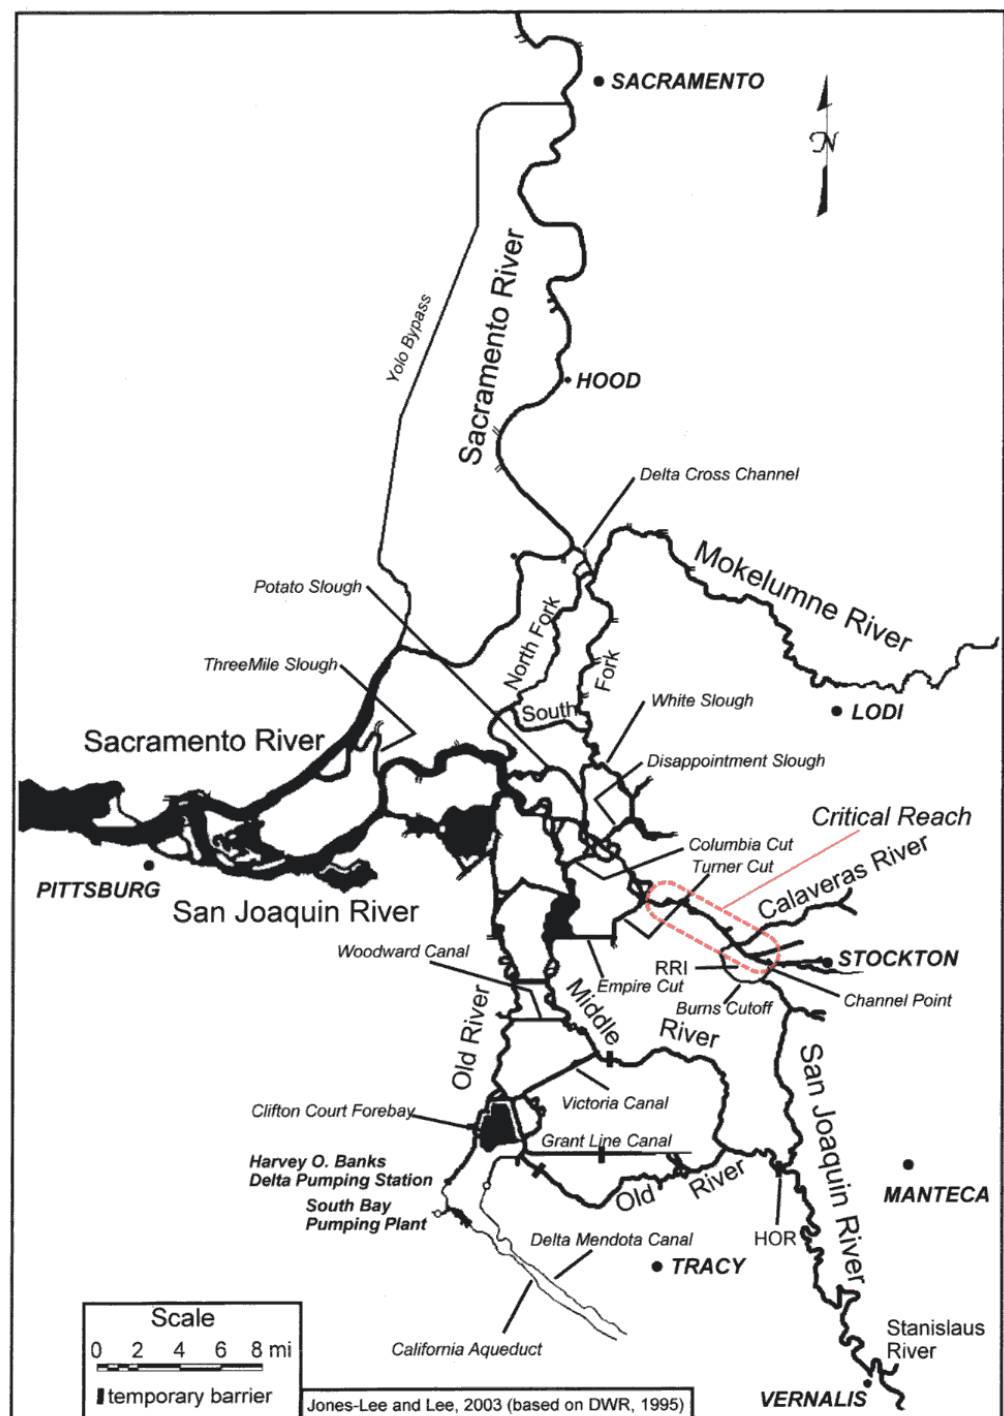 SACRAMENTO
N
Sacramento River
Yolo Bypass
HOOD
Delta Cross Channel
Mokelumne River
Potato Slough
North Fork
South Fork
ThreeMile Slough
White Slough
LODI
Sacramento River
Disappointment Slough
Critical Reach
Columbia Cut
Turner Cut
Calaveras River
PITTSBURG
San Joaquin River
Woodward Canal
STOCKTON
RRI
Empire Cut
Channel Point
Burns Cutoff
Old River
Middle River
San Joaquin River
Victoria Canal
Clifton Court Forebay
Grant Line Canal
Harvey O. Banks
Delta Pumping Station
Old River
MANTECA
South Bay
Pumping Plant
HOR
Delta Mendota Canal
TRACY
California Aqueduct
Stanislaus
River
VERNALIS
Scale
0 2 4 6 8 mi
temporary barrier
Jones-Lee and Lee, 2003 (based on DWR, 1995)